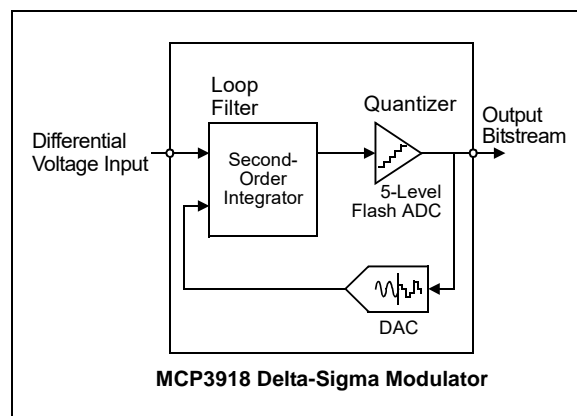 Loop
Filter
Quantizer
Output
Bitstream
Differential
Voltage Input
Second-
Order
Integrator
5-Level
Flash ADC
DAC
MCP3918 Delta-Sigma Modulator